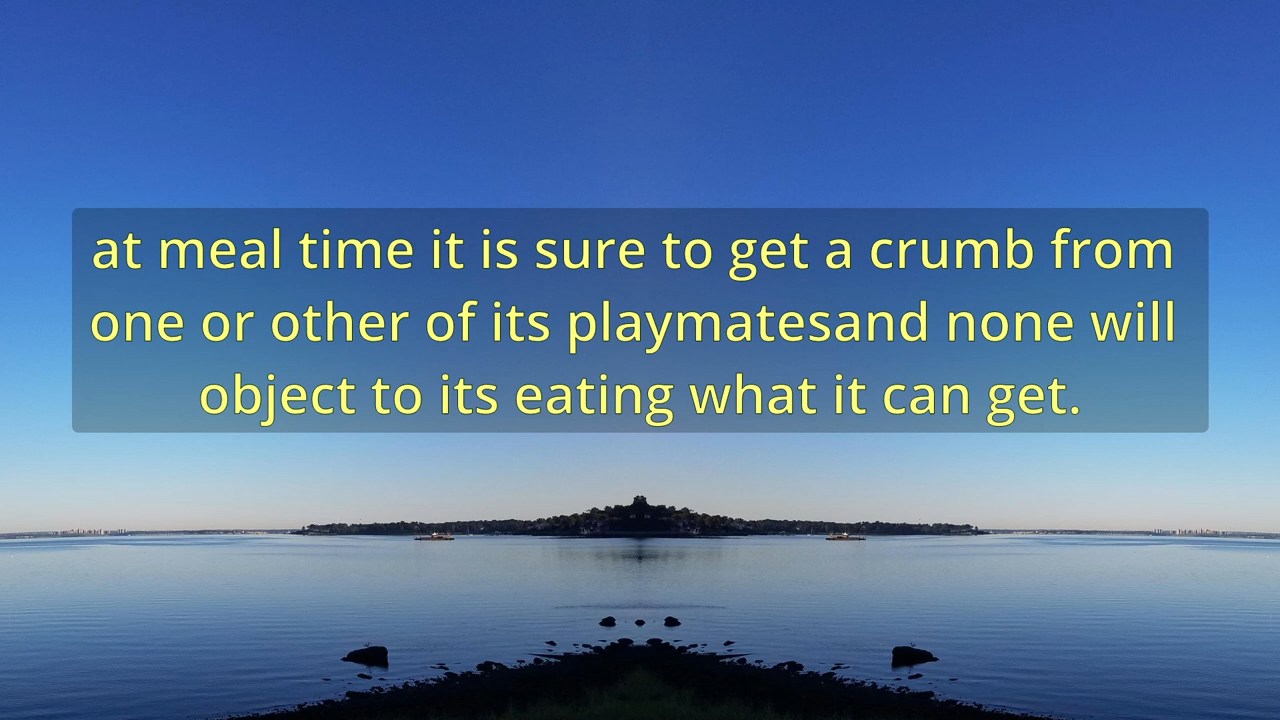 at meal time it is sure to get a crumb from
one or other of its playmatesand none will
object to its eating what it can get.